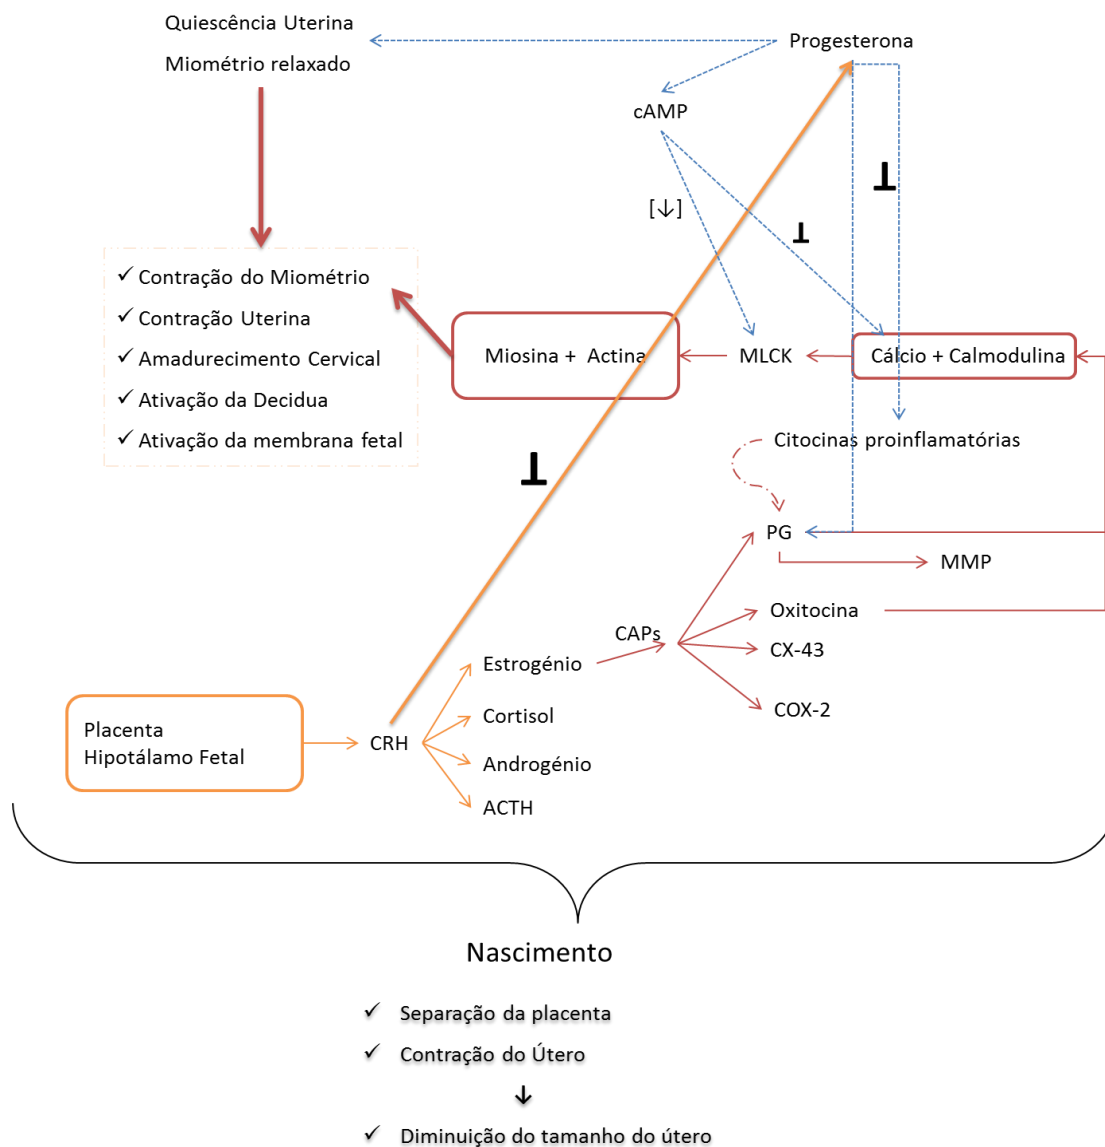 Quiescência Uterina
Miométrio relaxado
Progesterona
cAMP
[↓]
✓ Contração do Miométrio
✓ Contração Uterina
✓ Amadurecimento Cervical
✓ Ativação da Decidua
✓ Ativação da membrana fetal
Miosina + Actina
MLCK
Cálcio + Calmodulina
Citocinas proinflamatórias
PG
MMP
Oxitocina
CAPs
CX-43
Estrogénio
COX-2
Cortisol
Placenta
Hipotálamo Fetal
CRH
Androgénio
ACTH
Nascimento
✓ Separação da placenta
✓ Contração do Útero
↓
✓ Diminuição do tamanho do útero